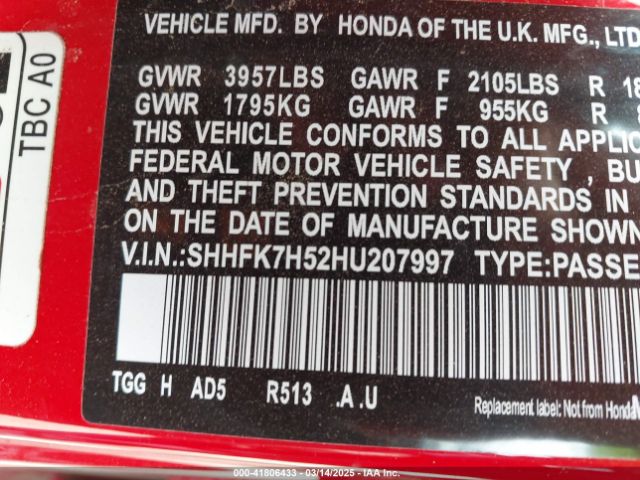 VEHICLE MFD. BY HONDA OF THE U.K. MFG., LTD
GVWR 3957LBS GAWR F 2105LBS R 18
GVWR 1795KG GAWR F 955KG R
THIS VEHICLE CONFORMS TO ALL APPLIC
FEDERAL MOTOR VEHICLE SAFETY , BU
AND THEFT PREVENTION STANDARDS IN
ON THE DATE OF MANUFACTURE SHOWN
V.I.N.:SHHFK7H52HU207997 TYPE:PASSE
TGG H AD5 R513 .A .U
Replacement label: Not from Honda
TBC A0
© - 41806433 - 03/14/2025 - IAA Inc.